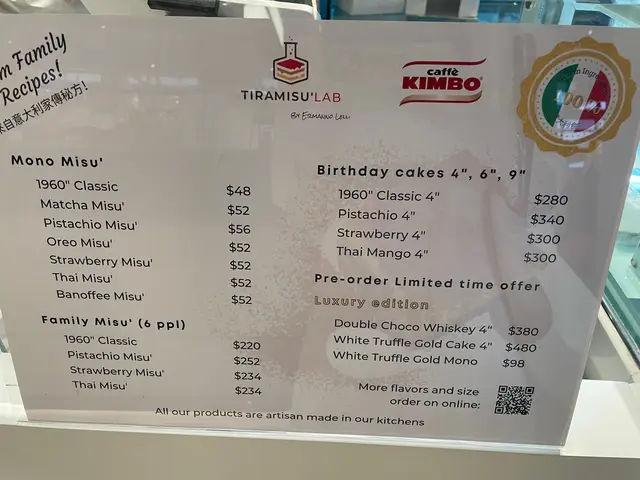 m Family
Recipes!
來自意大利家傳秘方!
TIRAMISU'LAB
BY ERMANNO LELLI
caffè
KIMBO
100%
Mono Misu'
1960" Classic $48
Matcha Misu' $52
Pistachio Misu' $56
Oreo Misu' $52
Strawberry Misu' $52
Thai Misu' $52
Banoffee Misu' $52
Family Misu' (6 ppl)
1960" Classic $220
Pistachio Misu' $252
Strawberry Misu' $234
Thai Misu' $234
Birthday cakes 4", 6", 9"
1960" Classic 4" $280
Pistachio 4" $340
Strawberry 4" $300
Thai Mango 4" $300
Pre-order Limited time offer
Luxury edition
Double Choco Whiskey 4" $380
White Truffle Gold Cake 4" $480
White Truffle Gold Mono $98
More flavors and size
order on online:
All our products are artisan made in our kitchens